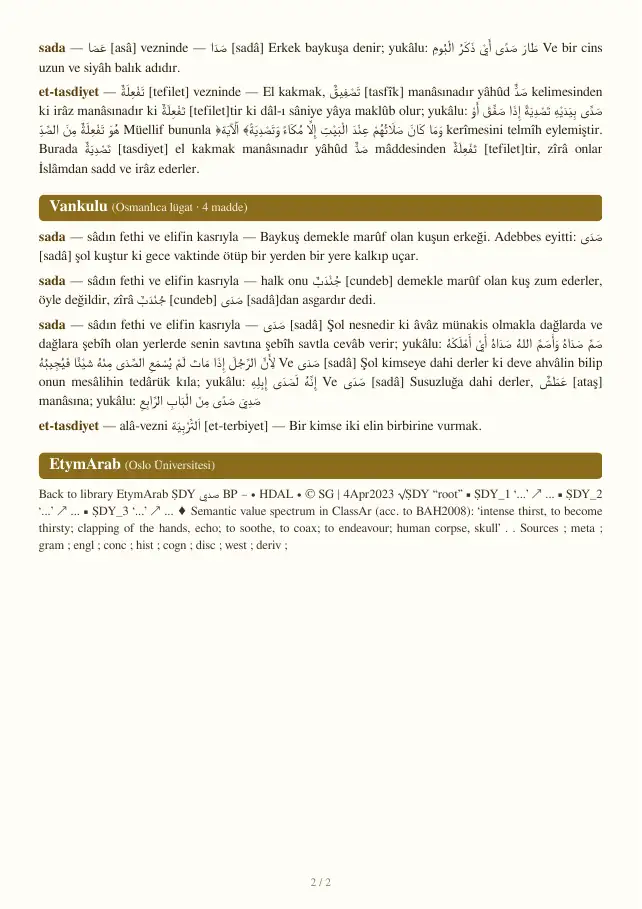 sada — عَصَا [asâ] vezninde — صَدَا [sadâ] Erkek baykuşa denir; yukâlu: طَارَ صَدًى أَيْ ذَكَرُ الْبُومِ Ve bir cins
uzun ve siyâh balık adıdır.
et-tasdiyet — تَفْعِلَةٌ [tefilet] vezninde — El kakmak, تَصْفِيقٌ [tasfîk] manâsınadır yâhûd صَدٌّ kelimesinden
ki irâz manâsınadır ki تَفْعِلَةٌ [tefilet]tir ki dâl-ı sâniye yâya maklûb olur; yukâlu: صَدَّى بِيَدَيْهِ تَصْدِيَةً إِذَا صَفَّقَ أَوْ
هُوَ تَفْعِلَةٌ مِنَ الصَّدِّ Müellif bununla ﴿وَمَا كَانَ صَلَاتُهُمْ عِنْدَ الْبَيْتِ إِلَّا مُكَاءً وَتَصْدِيَةً﴾ اَلْآيَة kerîmesini telmîh eylemiştir.
Burada تَصْدِيَةٌ [tasdiyet] el kakmak manâsınadır yâhûd صَدٌّ mâddesinden تَفْعِلَةٌ [tefilet]tir, zîrâ onlar
İslâmdan sadd ve irâz ederler.
Vankulu (Osmanlıca lügat · 4 madde)
sada — sâdın fethi ve elifin kasrıyla — Baykuş demekle marûf olan kuşun erkeği. Adebbes eyitti: صَدَى
[sadâ] şol kuştur ki gece vaktinde ötüp bir yerden bir yere kalkıp uçar.
sada — sâdın fethi ve elifin kasrıyla — halk onu جُنْدَبٌ [cundeb] demekle marûf olan kuş zum ederler,
öyle değildir, zîrâ جُنْدَبٌ [cundeb] صَدَى [sadâ]dan asgardır dedi.
sada — sâdın fethi ve elifin kasrıyla — صَدَى [sadâ] Şol nesnedir ki âvâz münakis olmakla dağlarda ve
dağlara şebîh olan yerlerde senin savtına şebîh savtla cevâb verir; yukâlu: صَمَّ صَدَاهُ وَأَصَمَّ اللهُ صَدَاهُ أَيْ أَهْلَكَهُ
لِأَنَّ الرَّجُلَ إِذَا مَاتَ لَمْ يُسْمَعِ الصَّدَى مِنْهُ شَيْئًا فَيُجِيبُهُ Ve صَدَى [sadâ] Şol kimseye dahi derler ki deve ahvâlin bilip
onun mesâlihin tedârük kıla; yukâlu: إِنَّهُ لَصَدَى إِبِلِهِ Ve صَدَى [sadâ] Susuzluğa dahi derler, عَطَشٌ [ataş]
manâsına; yukâlu: صَدِيَ صَدًى مِنَ الْبَابِ الرَّابِعِ
et-tasdiyet — alâ-vezni اَلتَّرْبِيَة [et-terbiyet] — Bir kimse iki elin birbirine vurmak.
EtymArab (Oslo Üniversitesi)
Back to library EtymArab ṢDY صدى BP – • HDAL • © SG | 4Apr2023 √ṢDY “root” ▪ ṢDY_1 ‘...’ ↗ ... ▪ ṢDY_2
‘...’ ↗ ... ▪ ṢDY_3 ‘...’ ↗ ... ♦ Semantic value spectrum in ClassAr (acc. to BAH2008): ‘intense thirst, to become
thirsty; clapping of the hands, echo; to soothe, to coax; to endeavour; human corpse, skull’ . . Sources ; meta ;
gram ; engl ; conc ; hist ; cogn ; disc ; west ; deriv ;
2 / 2